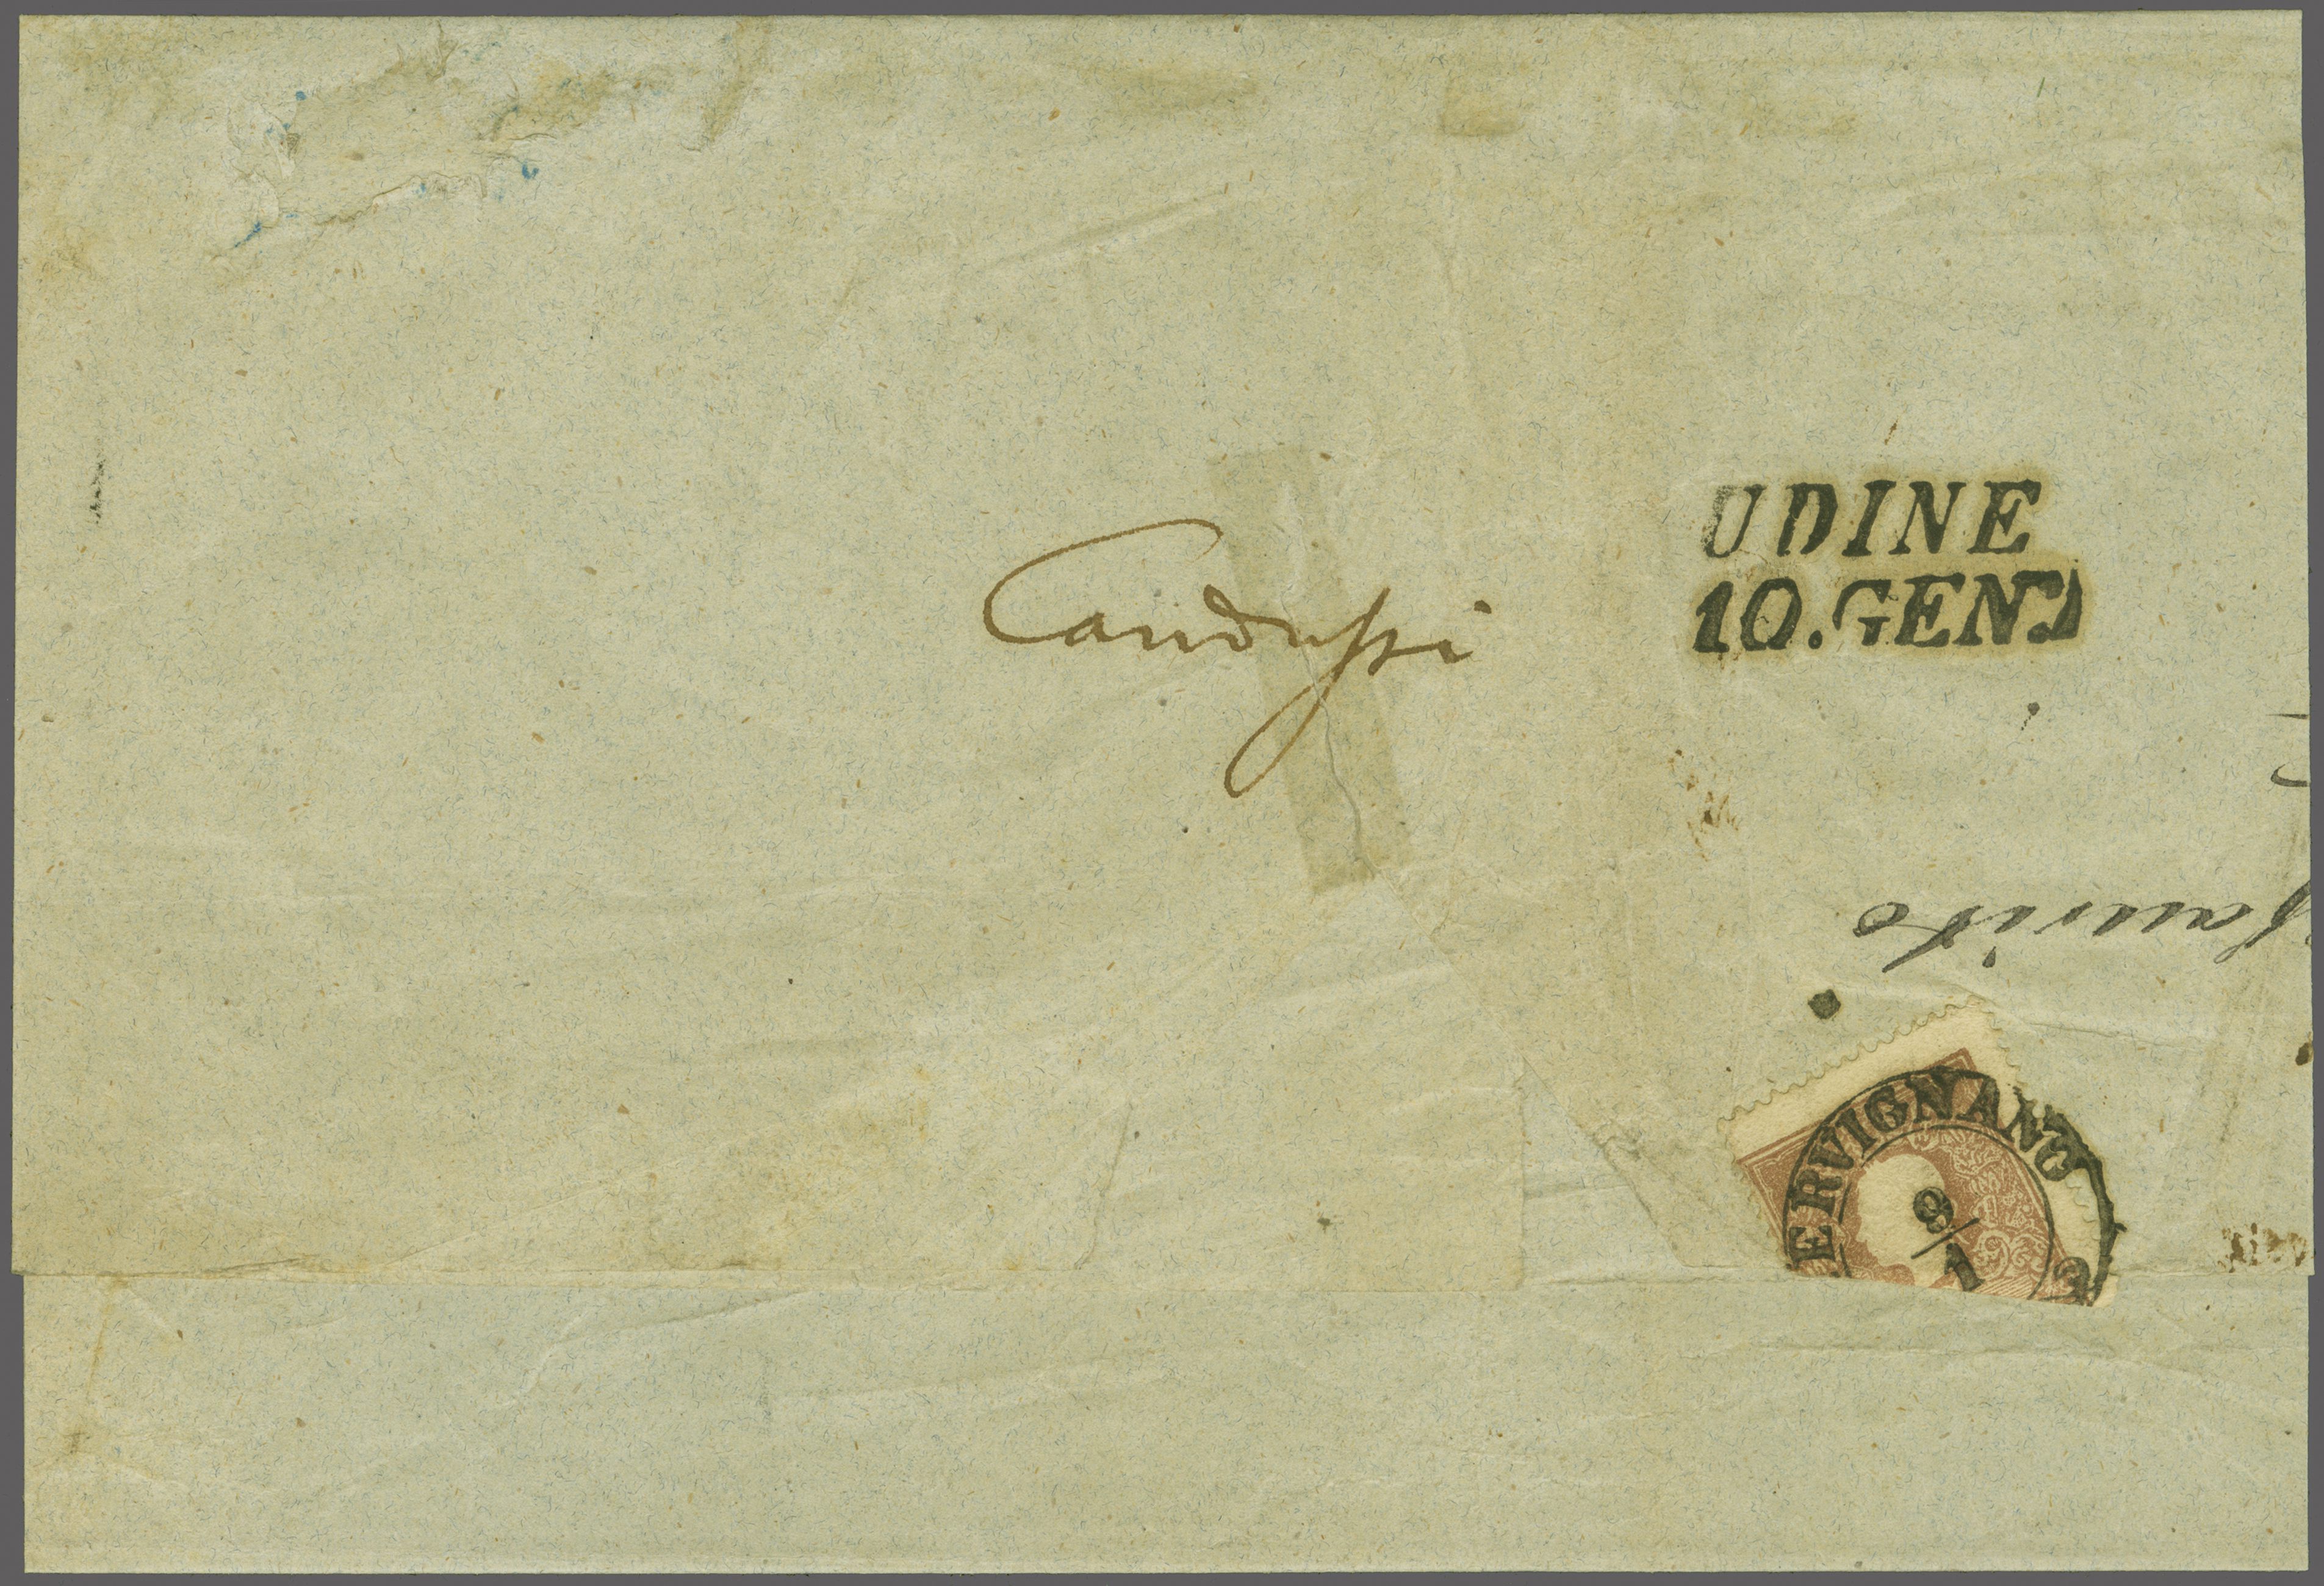 UDINE
10.GEN
Candussi
ERVIGNANO
9/1